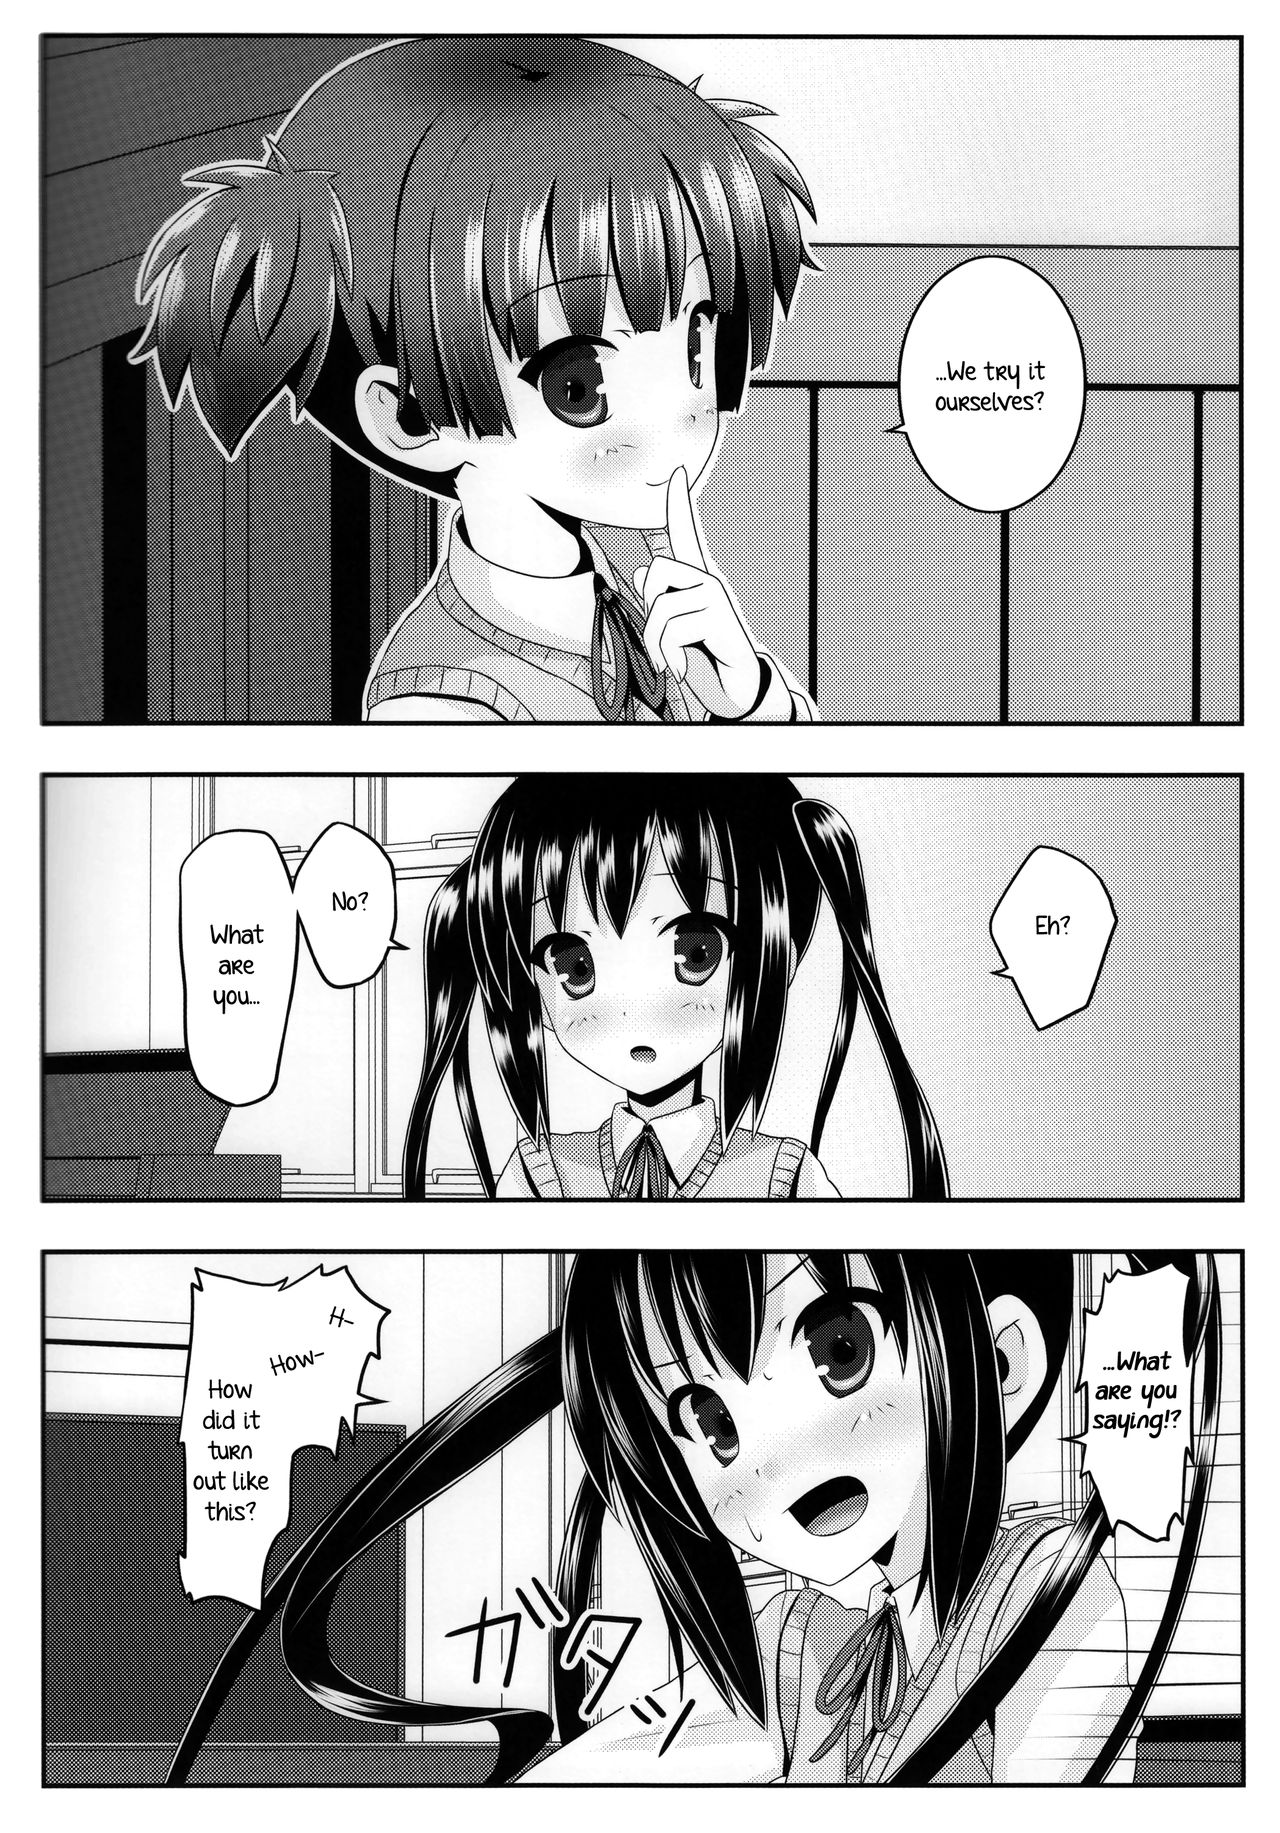 ...We try it
ourselves?
Eh?
No?
What
are
you...
...What
are you
saying!?
H-
How-
How
did it
turn
out like
this?
ガタッ